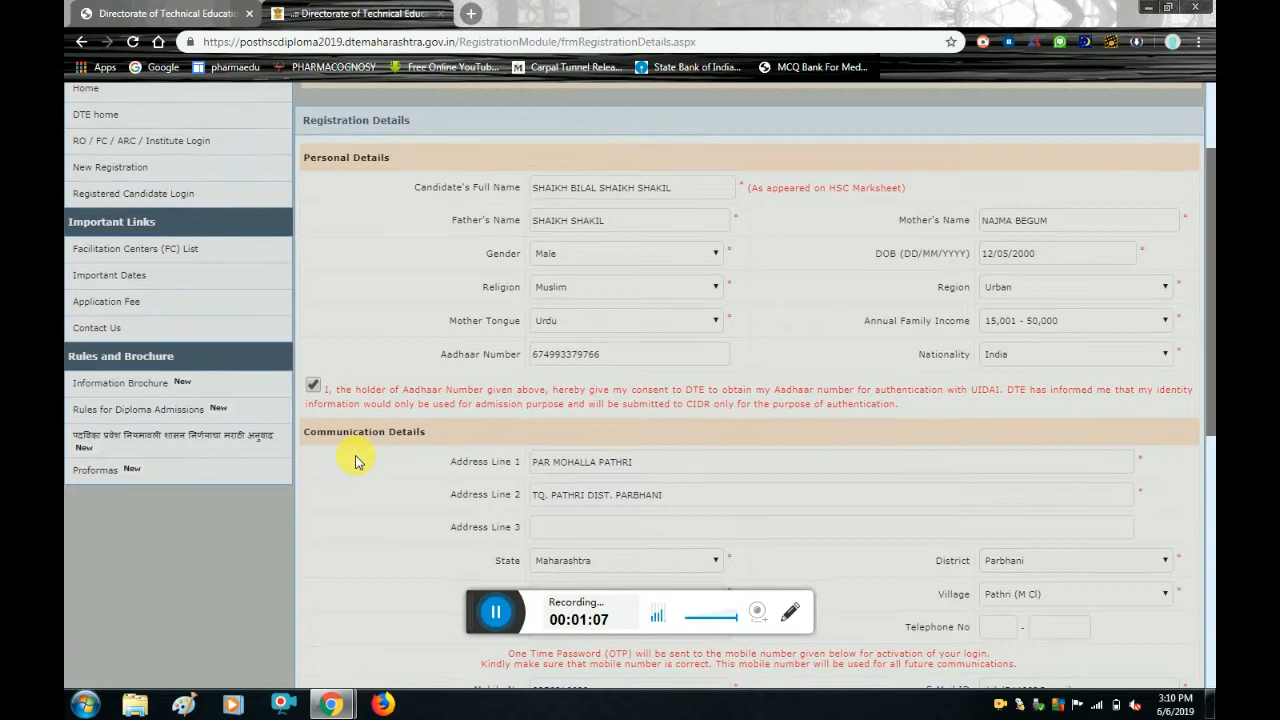 Directorate of Technical Educati
..:: Directorate of Technical Educ
https://posthscdiploma2019.dtemaharashtra.gov.in/RegistrationModule/frmRegistrationDetails.aspx
Apps Google pharmaedu PHARMACOGNOSY Free Online YouTub... Carpal Tunnel Relea... State Bank of India... MCQ Bank For Med...
Home
DTE home
RO / FC / ARC / Institute Login
New Registration
Registered Candidate Login
Important Links
Facilitation Centers (FC) List
Important Dates
Application Fee
Contact Us
Rules and Brochure
Information Brochure New
Rules for Diploma Admissions New
पदविका प्रवेश नियमावली शासन निर्णयाचा मराठी अनुवाद
New
Proformas New
Registration Details
Personal Details
Candidate's Full Name SHAIKH BILAL SHAIKH SHAKIL * (As appeared on HSC Marksheet)
Father's Name SHAIKH SHAKIL * Mother's Name NAJMA BEGUM *
Gender Male * DOB (DD/MM/YYYY) 12/05/2000 *
Religion Muslim * Region Urban *
Mother Tongue Urdu * Annual Family Income 15,001 - 50,000 *
Aadhaar Number 674993379766 Nationality India *
I, the holder of Aadhaar Number given above, hereby give my consent to DTE to obtain my Aadhaar number for authentication with UIDAI. DTE has informed me that my identity
information would only be used for admission purpose and will be submitted to CIDR only for the purpose of authentication.
Communication Details
Address Line 1 PAR MOHALLA PATHRI *
Address Line 2 TQ. PATHRI DIST. PARBHANI *
Address Line 3
State Maharashtra * District Parbhani *
Village Pathri (M Cl) *
Telephone No -
Recording...
00:01:07
One Time Password (OTP) will be sent to the mobile number given below for activation of your login.
Kindly make sure that mobile number is correct. This mobile number will be used for all future communications.
3:10 PM
6/6/2019